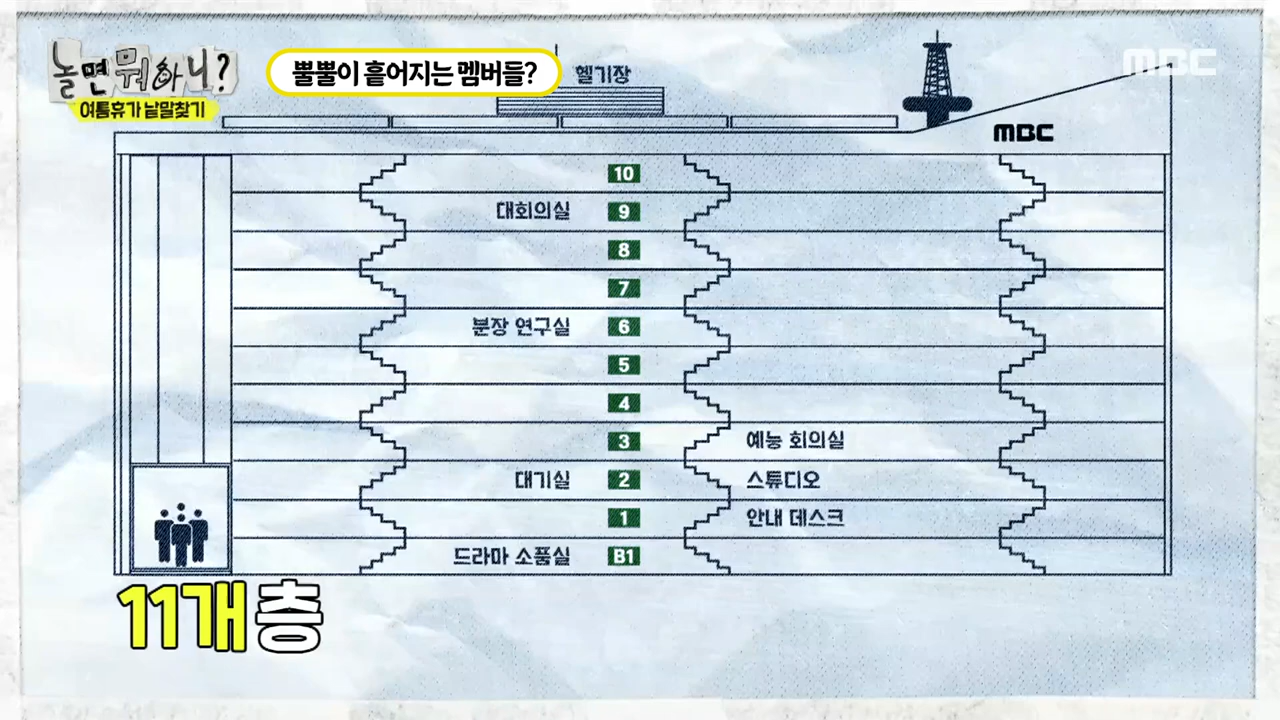 놀면 뭐하니?
여름휴가 낱말찾기
뿔뿔이 흩어지는 멤버들?
헬기장
MBC
MBC
10
대회의실 9
8
7
분장 연구실 6
5
4
3 예능 회의실
대기실 2 스튜디오
1 안내 데스크
드라마 소품실 B1
11개 층